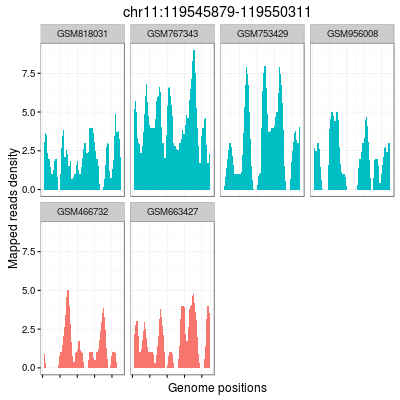 chr11:119545879-119550311
GSM818031 GSM767343 GSM753429 GSM956008
7.5
5.0
2.5
0.0
GSM466732 GSM663427
7.5
5.0
2.5
0.0
Mapped reads density
Genome positions